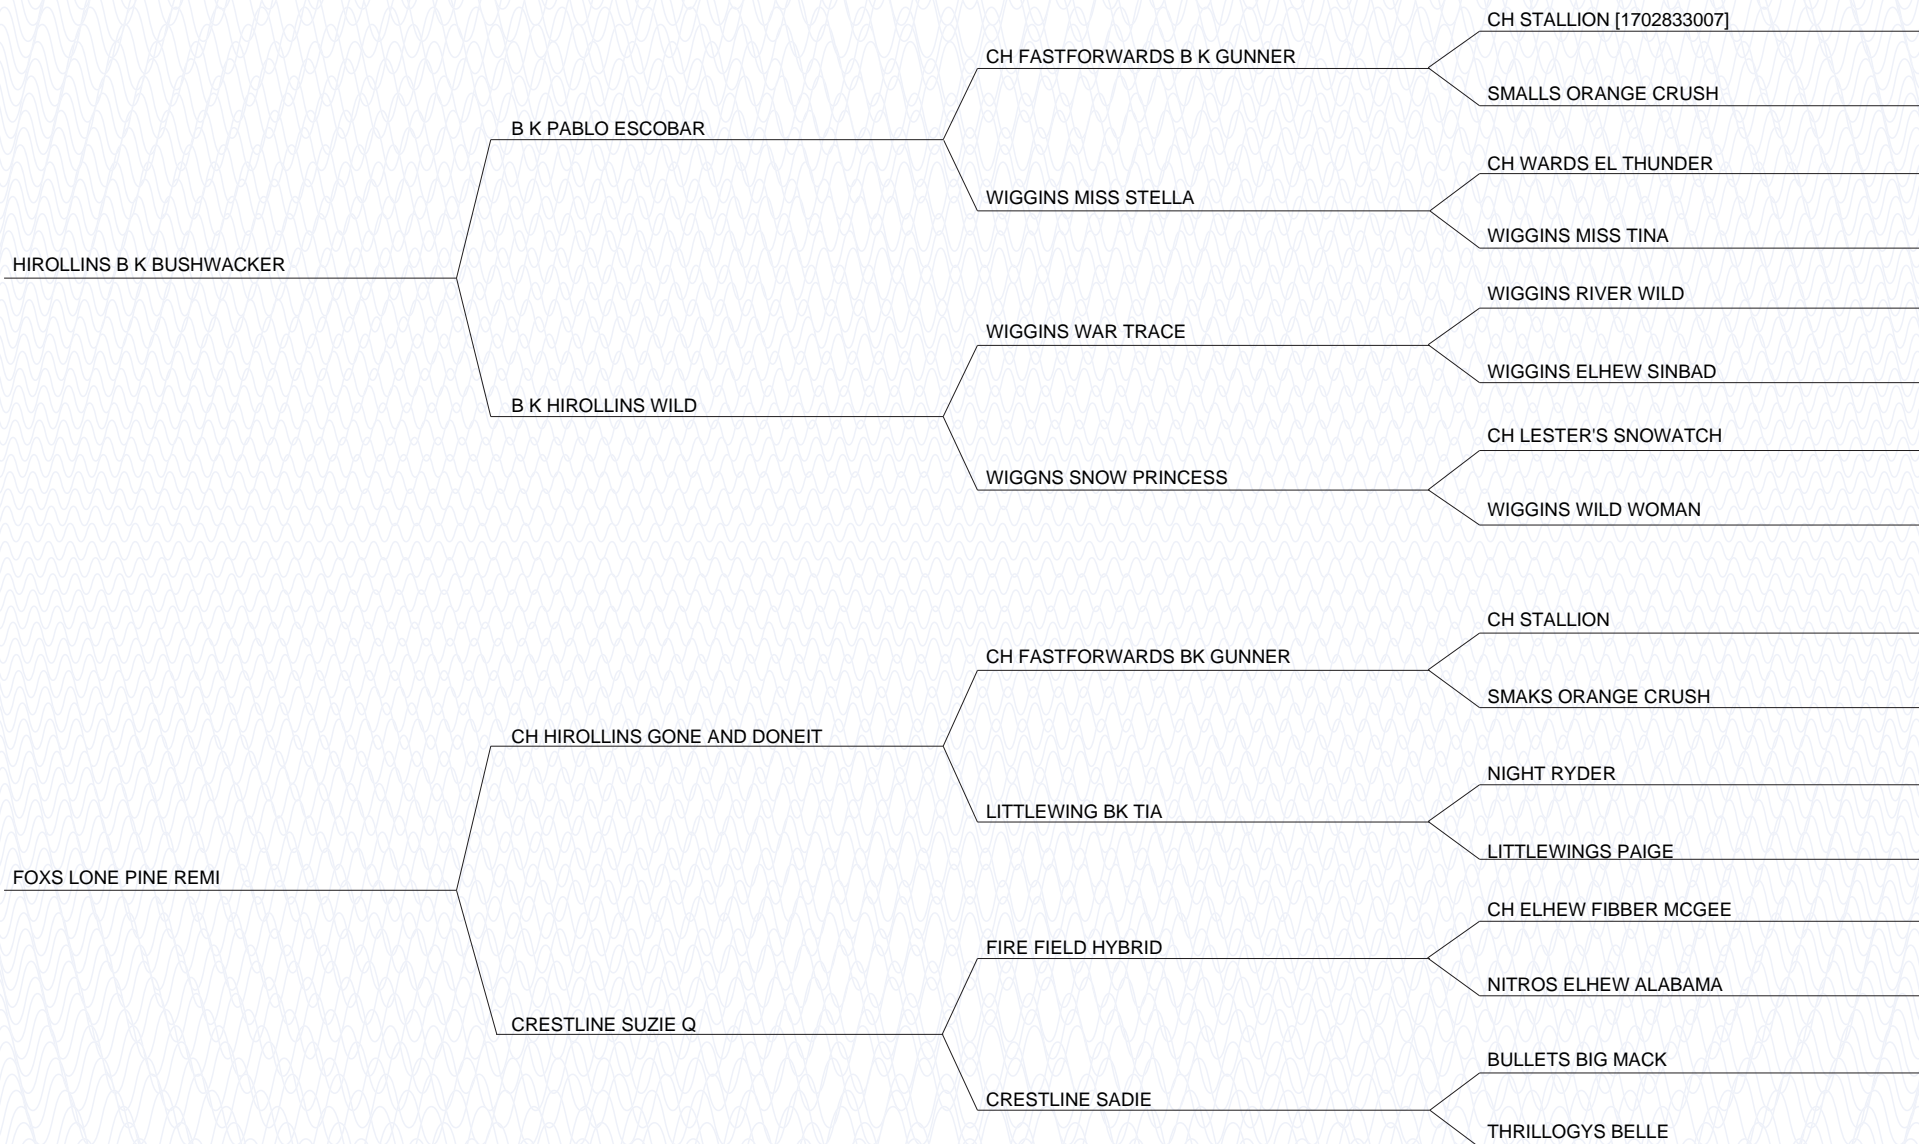 CH STALLION [1702833007]
CH FASTFORWARDS B K GUNNER
SMALLS ORANGE CRUSH
B K PABLO ESCOBAR
CH WARDS EL THUNDER
WIGGINS MISS STELLA
WIGGINS MISS TINA
HIROLLINS B K BUSHWACKER
WIGGINS RIVER WILD
WIGGINS WAR TRACE
WIGGINS ELHEW SINBAD
B K HIROLLINS WILD
CH LESTER'S SNOWATCH
WIGGNS SNOW PRINCESS
WIGGINS WILD WOMAN
CH STALLION
CH FASTFORWARDS BK GUNNER
SMAKS ORANGE CRUSH
CH HIROLLINS GONE AND DONEIT
NIGHT RYDER
LITTLEWING BK TIA
LITTLEWINGS PAIGE
FOXS LONE PINE REMI
CH ELHEW FIBBER MCGEE
FIRE FIELD HYBRID
NITROS ELHEW ALABAMA
CRESTLINE SUZIE Q
BULLETS BIG MACK
CRESTLINE SADIE
THRILLOGYS BELLE